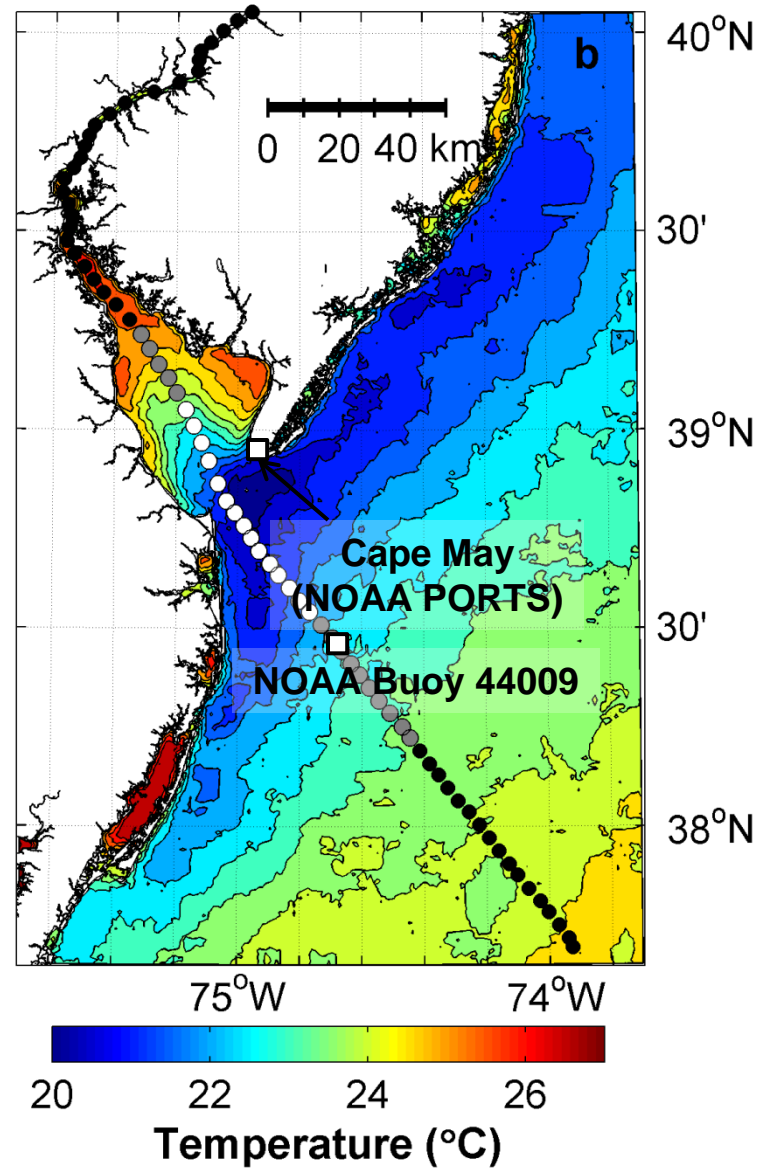 b
40°N
0 20 40 km
30'
39°N
Cape May
(NOAA PORTS)
30'
NOAA Buoy 44009
38°N
75°W 74°W
20 22 24 26
Temperature (°C)